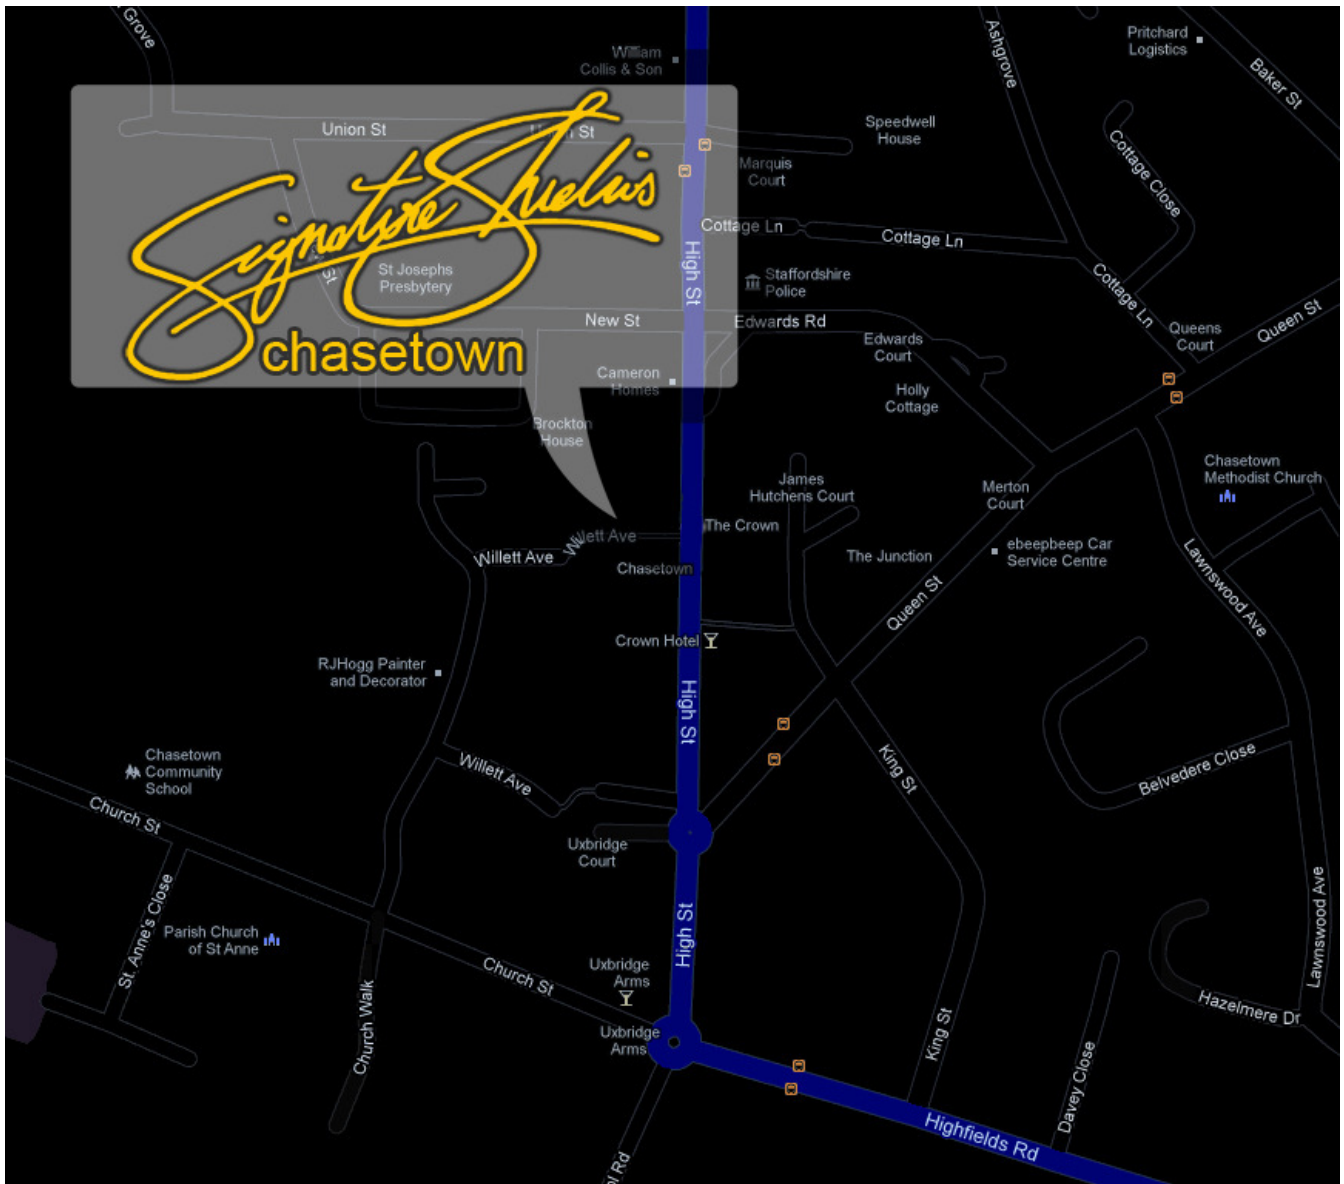 Grove
William
Collis & Son
Ashgrove
Pritchard
Logistics
Baker St
Union St
Union St
Speedwell
House
Marquis
Court
Cottage Close
Signature Studios
chasetown
Cottage Ln
Cottage Ln
Cottage Ln
St Josephs
Presbytery
High St
Staffordshire
Police
New St
Edwards Rd
Edwards
Court
Queens
Court
Queen St
Cameron
Homes
Holly
Cottage
Brockton
House
James
Hutchens Court
Merton
Court
Chasetown
Methodist Church
The Crown
Willett Ave
Willett Ave
Chasetown
The Junction
ebeepbeep Car
Service Centre
Queen St
Lawnswood Ave
Crown Hotel
RJHogg Painter
and Decorator
High St
Chasetown
Community
School
Willett Ave
King St
Belvedere Close
Church St
Uxbridge
Court
St. Anne's Close
Parish Church
of St Anne
High St
Lawnswood Ave
Church St
Uxbridge
Arms
Hazelmere Dr
Church Walk
Uxbridge
Arms
King St
Davey Close
Highfields Rd
Rd